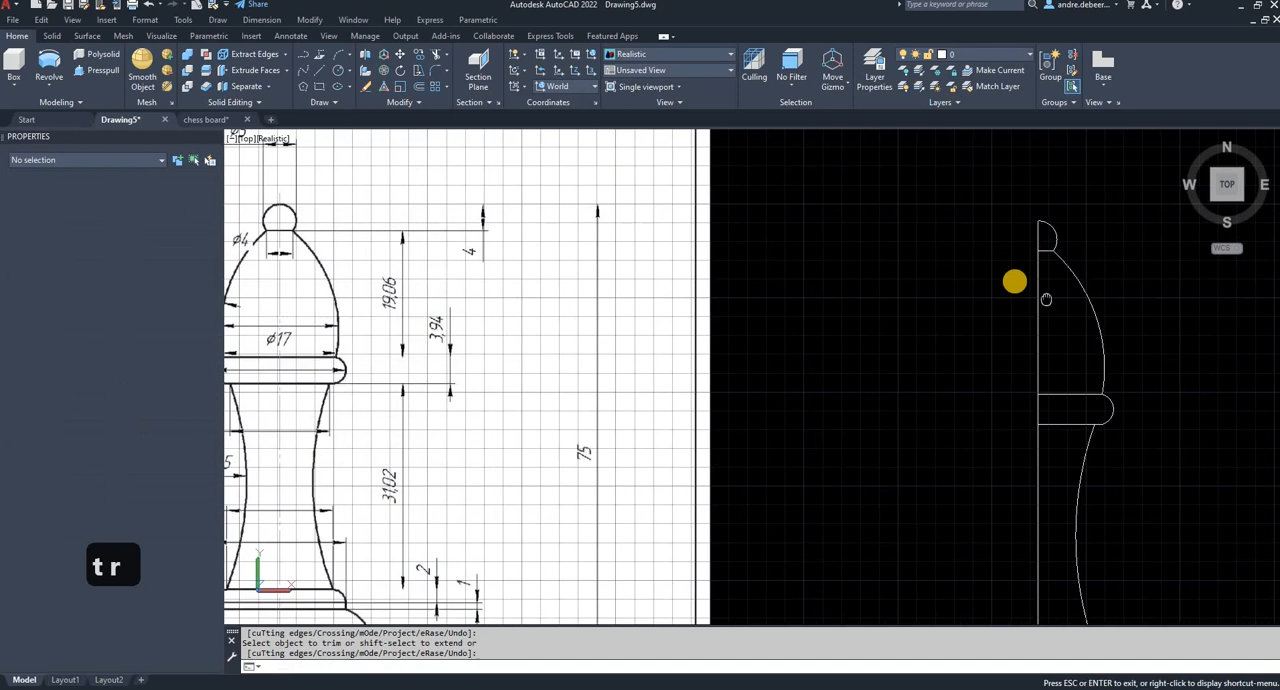 Share
Autodesk AutoCAD 2022 Drawing5.dwg
Type a keyword or phrase
andre.debeer...
File Edit View Insert Format Tools Draw Dimension Modify Window Help Express Parametric
Home Solid Surface Mesh Visualize Parametric Insert Annotate View Manage Output Add-ins Collaborate Express Tools Featured Apps
Polysolid
Presspull
Extrude Edges
Extrude Faces
Separate
Box
Revolve
Smooth
Object
Section
Plane
World
Realistic
Unsaved View
Single viewport
Culling
No Filter
Move
Gizmo
Layer
Properties
0
Make Current
Match Layer
Group
Base
Modeling
Mesh
Solid Editing
Draw
Modify
Section
Coordinates
View
Selection
Layers
Groups
View
Start
Drawing5*
chess board*
PROPERTIES
No selection
[−][Top][Realistic]
N
W
TOP
E
S
WCS
4
⌀4
19,06
3,94
⌀17
75
5
31,02
2
1
Y
X
tr
[cuTting edges/Crossing/mOde/Project/eRase/Undo]:
Select object to trim or shift-select to extend or
[cuTting edges/Crossing/mOde/Project/eRase/Undo]:
Model Layout1 Layout2
Press ESC or ENTER to exit, or right-click to display shortcut-menu.